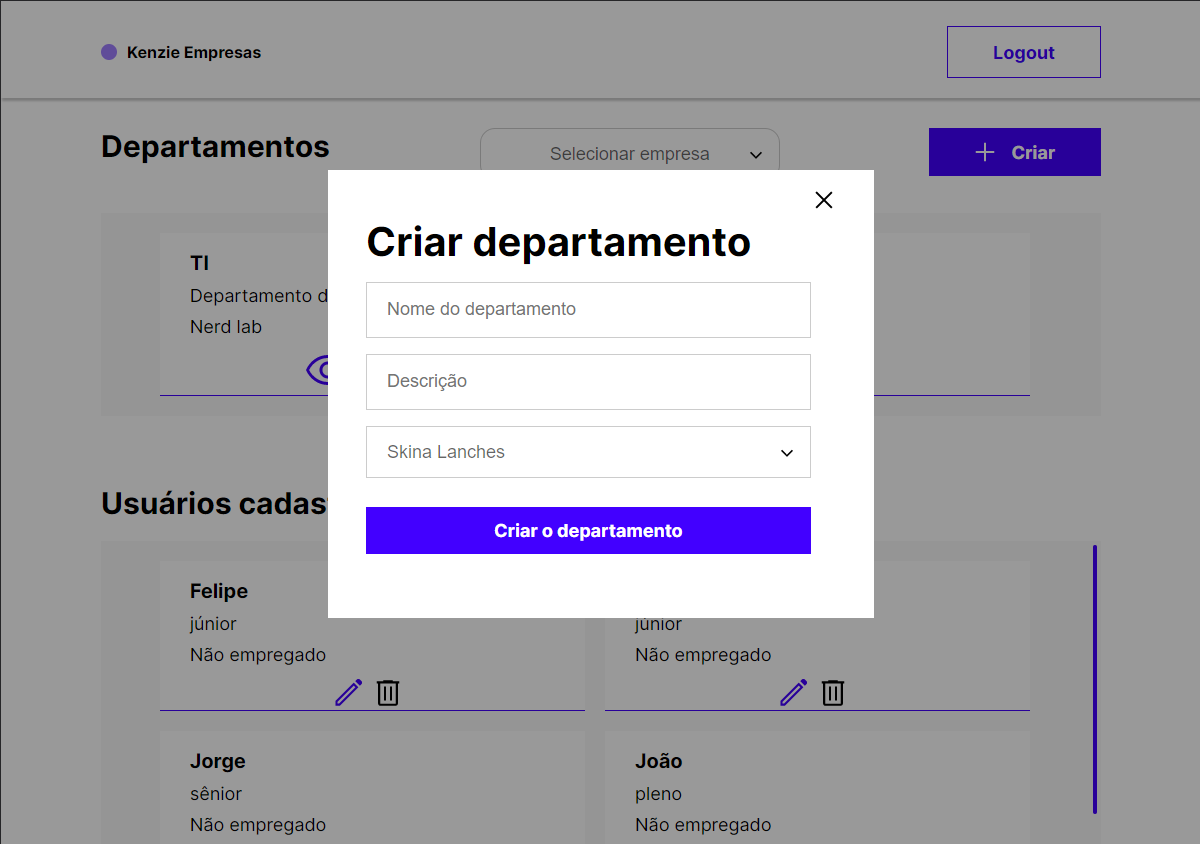 Kenzie Empresas
Logout
Departamentos
Selecionar empresa
Criar
TI
Departamento d
Nerd lab
Criar departamento
Nome do departamento
Descrição
Skina Lanches
Criar o departamento
Usuários cadas
Felipe
júnior
Não empregado
júnior
Não empregado
Jorge
sênior
Não empregado
João
pleno
Não empregado